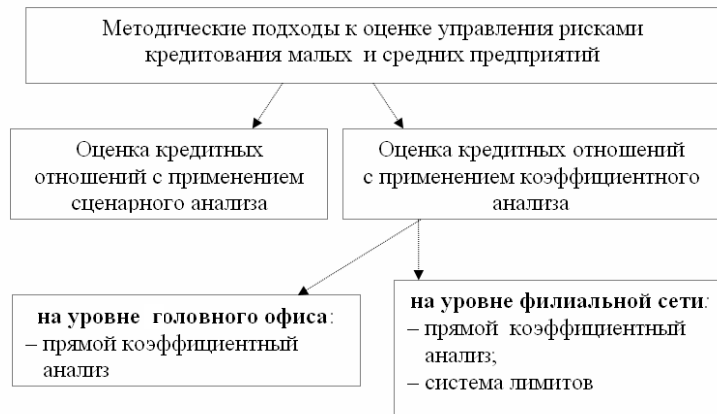 Методические подходы к оценке управления рисками
кредитования малых и средних предприятий
Оценка кредитных
отношений с применением
сценарного анализа
Оценка кредитных отношений
с применением коэффициентного
анализа
на уровне головного офиса:
– прямой коэффициентный
анализ
на уровне филиальной сети:
– прямой коэффициентный
анализ;
– система лимитов